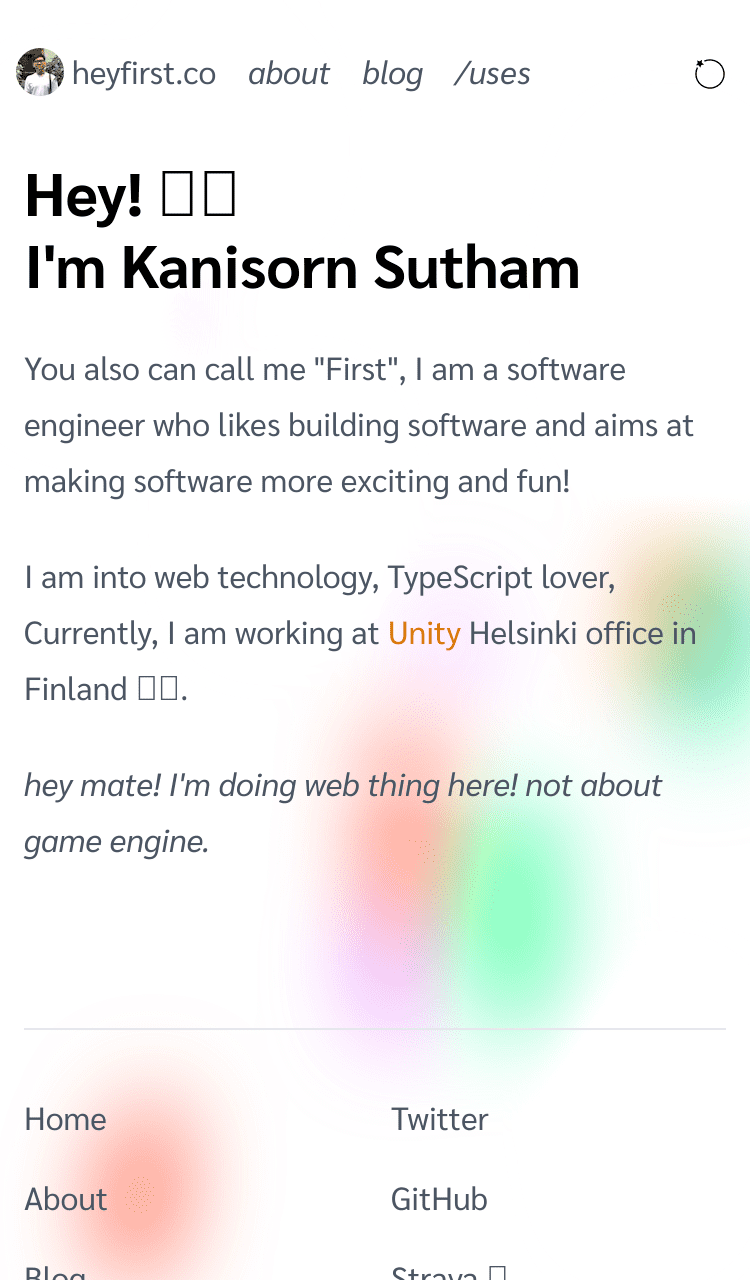 heyfirst.co about blog /uses
Hey!
I'm Kanisorn Sutham
You also can call me "First", I am a software
engineer who likes building software and aims at
making software more exciting and fun!
I am into web technology, TypeScript lover,
Currently, I am working at Unity Helsinki office in
Finland .
hey mate! I'm doing web thing here! not about
game engine.
Home Twitter
About GitHub
Blog Strava